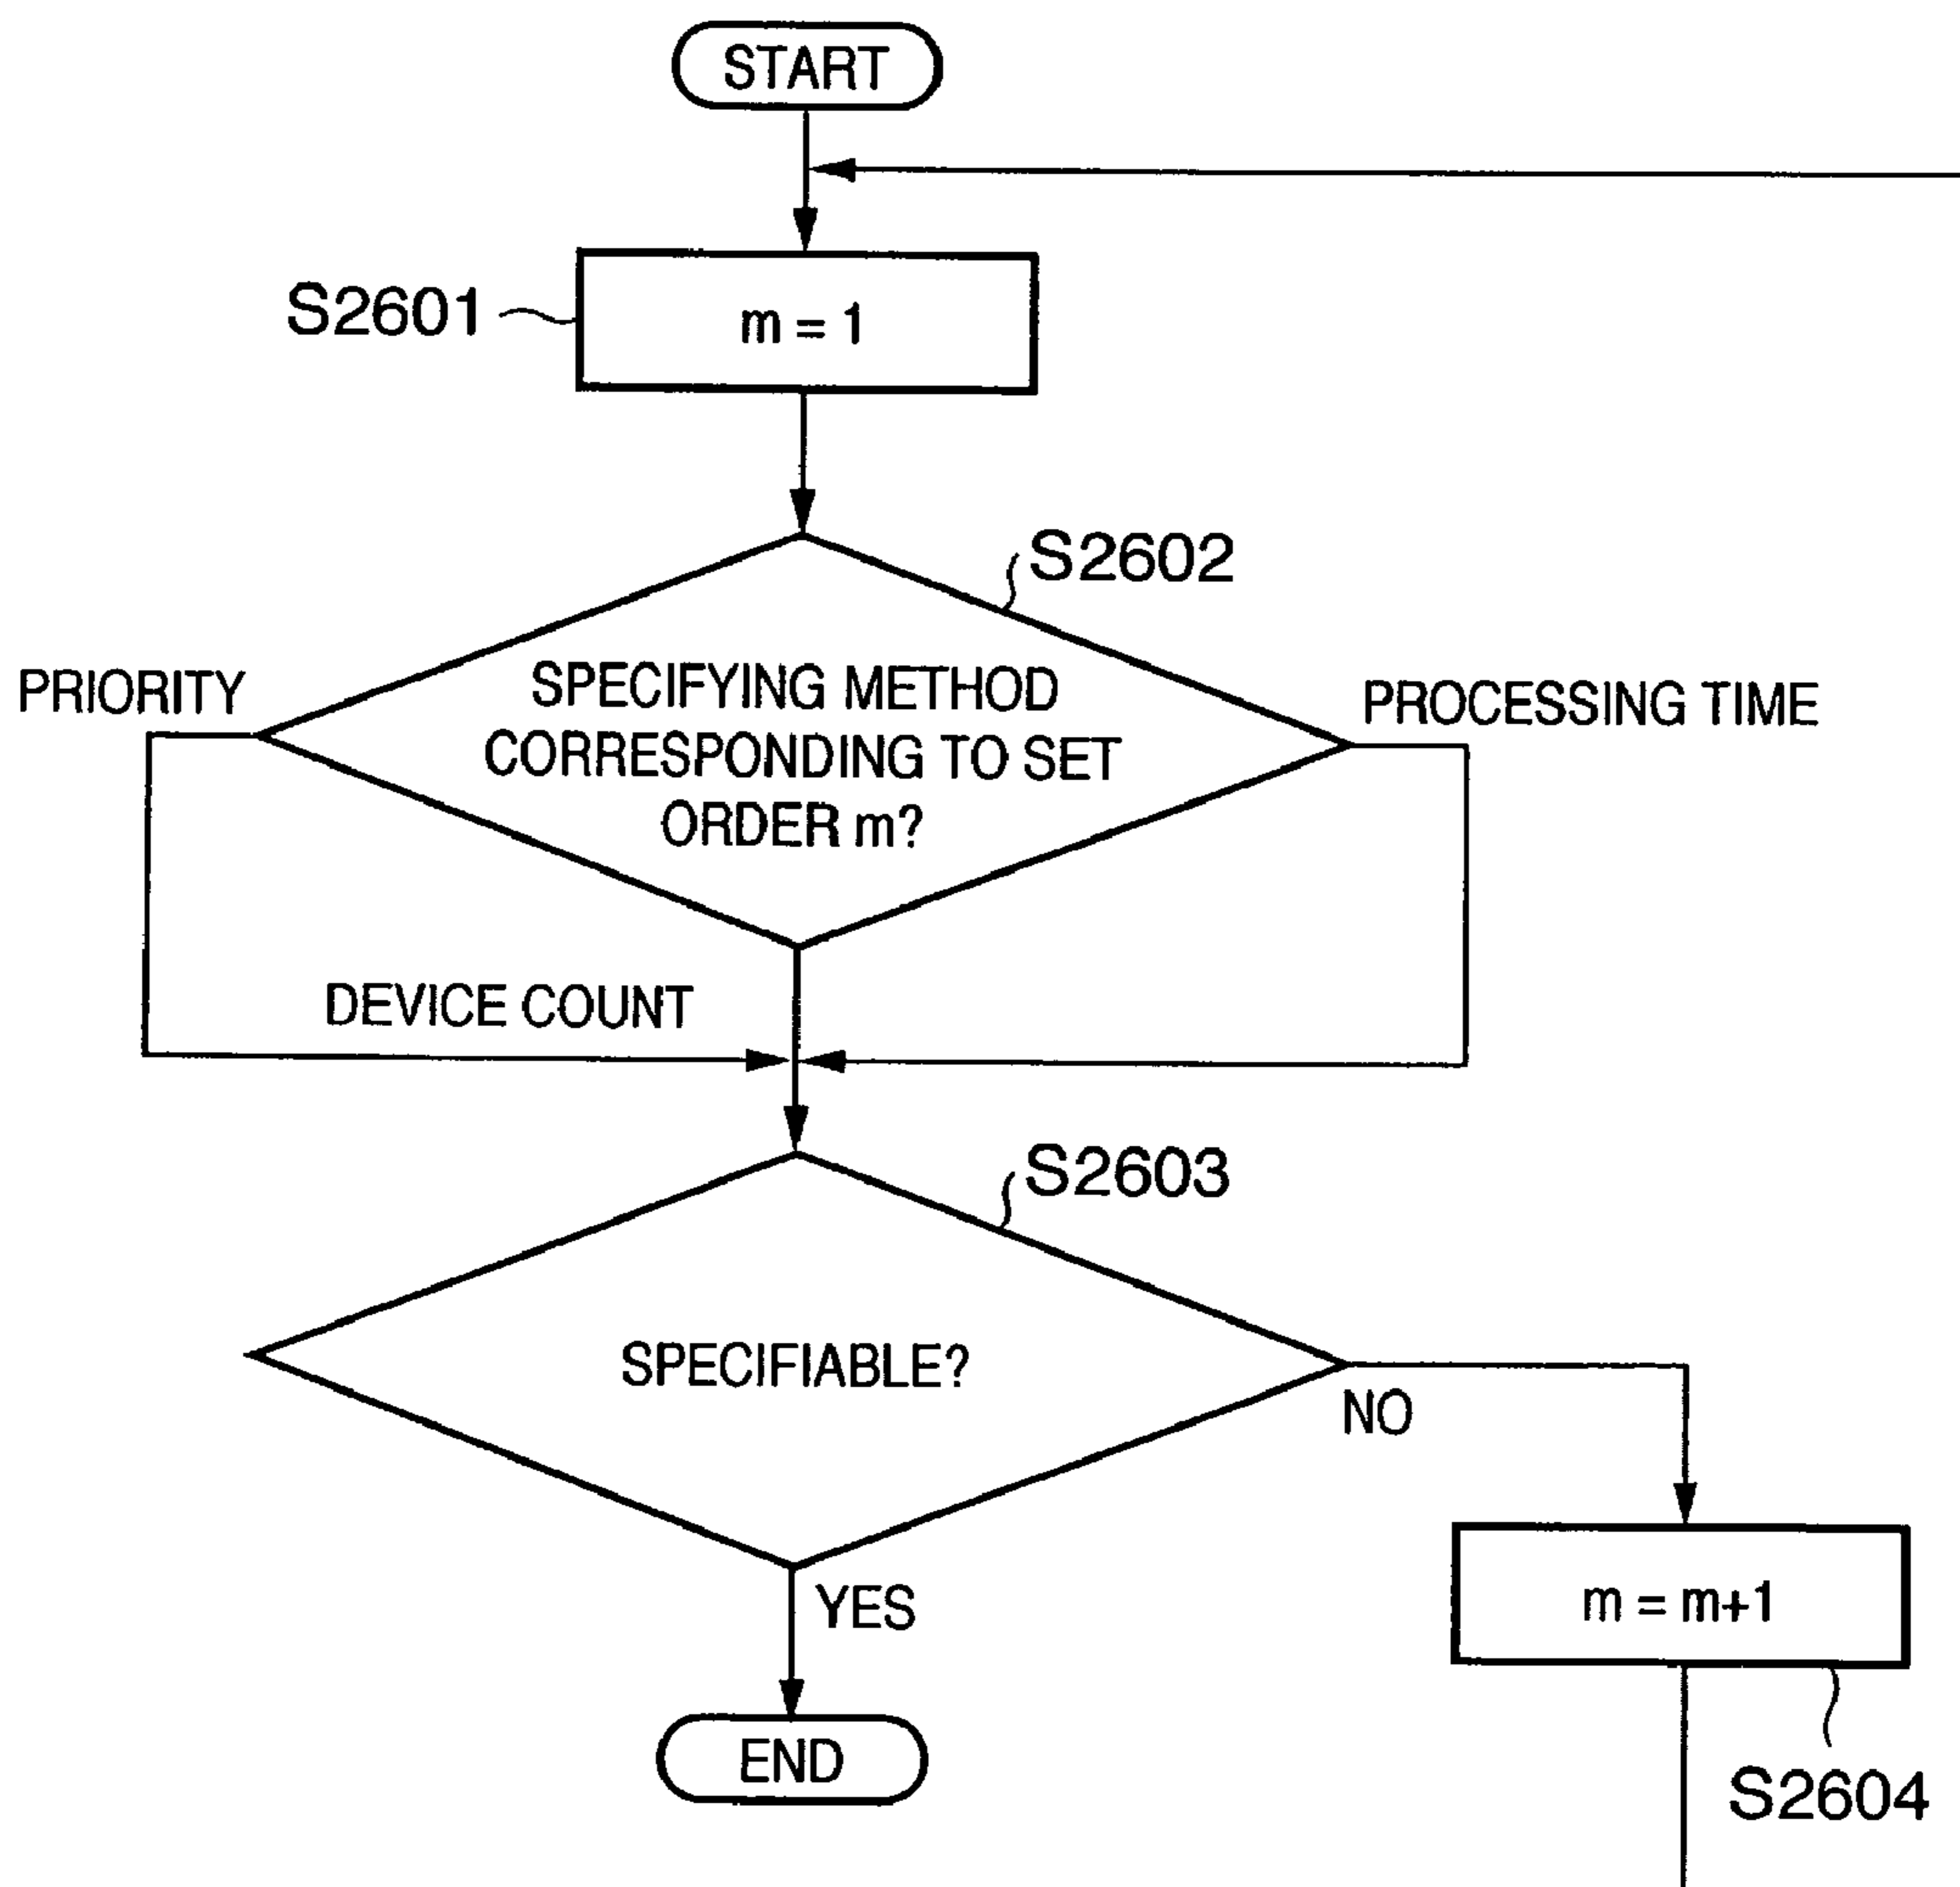 START
S2601
m = 1
S2602
PRIORITY
SPECIFYING METHOD
CORRESPONDING TO SET
ORDER m?
PROCESSING TIME
DEVICE COUNT
S2603
SPECIFIABLE?
NO
YES
m = m+1
END
S2604